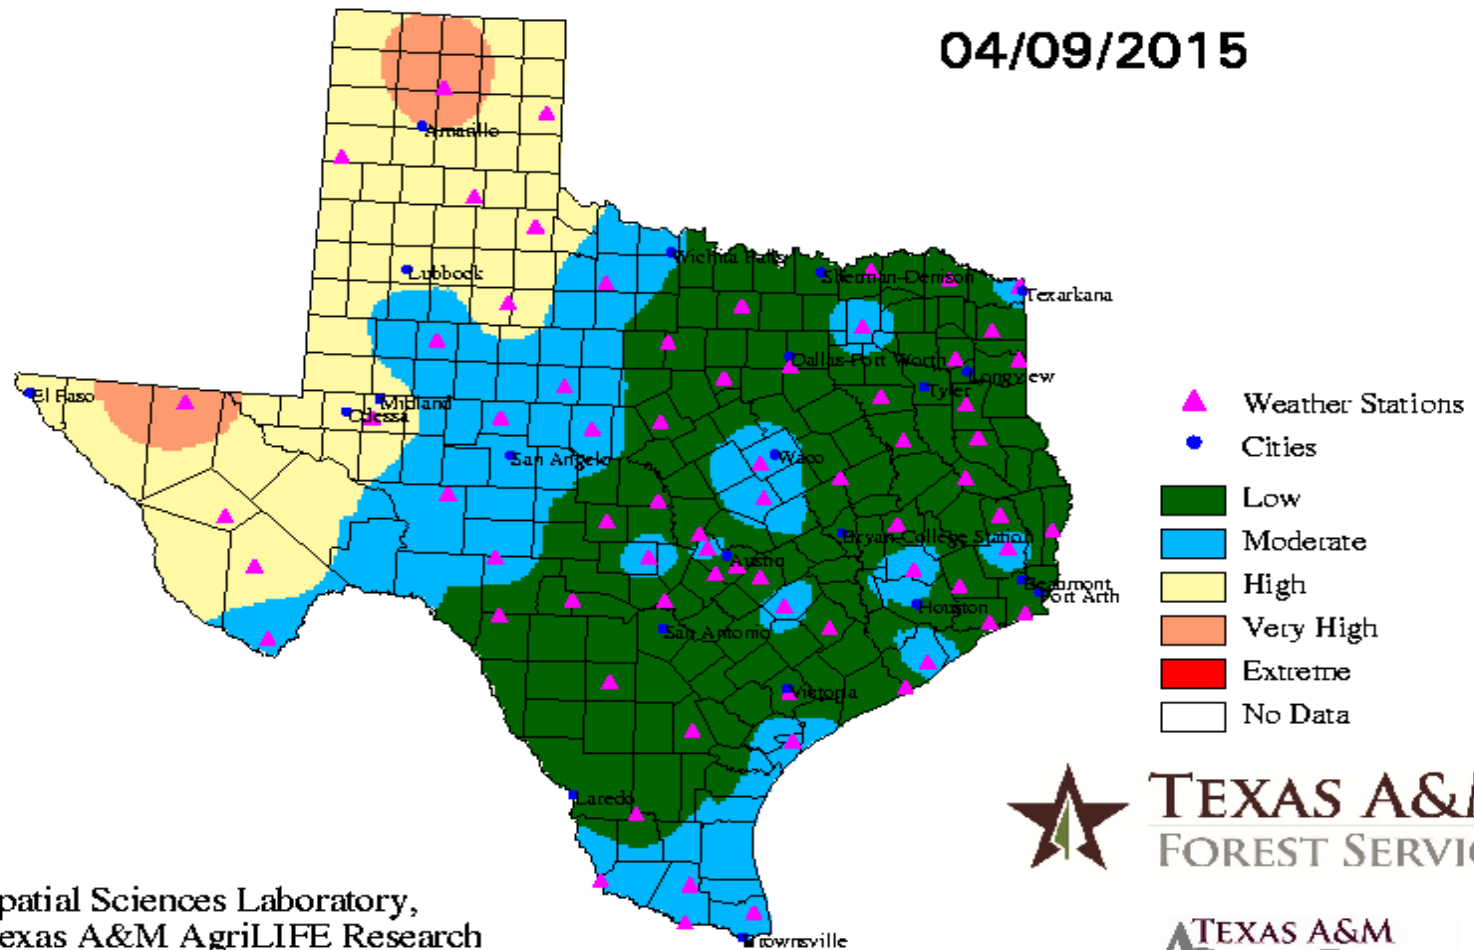 04/09/2015
Amarillo
Lubbock
Wichita Falls
Sherman-Denison
Texarkana
Dallas-Fort Worth
Longview
Tyler
El Paso
Midland
Odessa
San Angelo
Waco
Bryan-College Station
Austin
Beaumont
Port Arth
Houston
San Antonio
Victoria
Laredo
Brownsville
Weather Stations
Cities
Low
Moderate
High
Very High
Extreme
No Data
TEXAS A&M
FOREST SERVIC
patial Sciences Laboratory,
exas A&M AgriLIFE Research
TEXAS A&M